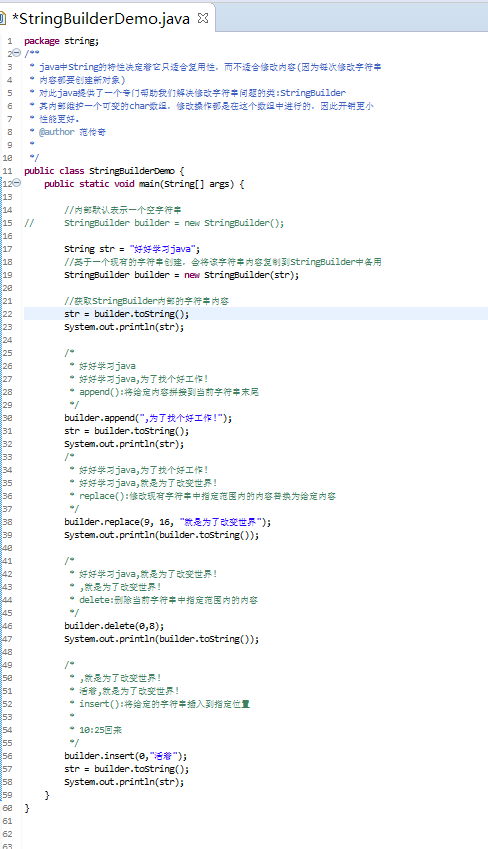 *StringBuilderDemo.java
1 package string;
2 /**
3 * java中String的特性决定着它只适合复用性，而不适合修改内容(因为每次修改字符串
4 * 内容都要创建新对象)
5 * 对此java提供了一个专门帮助我们解决修改字符串问题的类:StringBuilder
6 * 其内部维护一个可变的char数组，修改操作都是在这个数组中进行的，因此开销更小
7 * 性能更好。
8 * @author 范传奇
9 *
10 */
11 public class StringBuilderDemo {
12 public static void main(String[] args) {
13
14 //内部默认表示一个空字符串
15 // StringBuilder builder = new StringBuilder();
16
17 String str = "好好学习java";
18 //基于一个现有的字符串创建，会将该字符串内容复制到StringBuilder中备用
19 StringBuilder builder = new StringBuilder(str);
20
21 //获取StringBuilder内部的字符串内容
22 str = builder.toString();
23 System.out.println(str);
24
25 /*
26 * 好好学习java
27 * 好好学习java,为了找个好工作!
28 * append():将给定内容拼接到当前字符串末尾
29 */
30 builder.append(",为了找个好工作!");
31 str = builder.toString();
32 System.out.println(str);
33 /*
34 * 好好学习java,为了找个好工作!
35 * 好好学习java,就是为了改变世界!
36 * replace():修改现有字符串中指定范围内的内容替换为给定内容
37 */
38 builder.replace(9, 16, "就是为了改变世界");
39 System.out.println(builder.toString());
40
41 /*
42 * 好好学习java,就是为了改变世界!
43 * ,就是为了改变世界!
44 * delete:删除当前字符串中指定范围内的内容
45 */
46 builder.delete(0,8);
47 System.out.println(builder.toString());
48
49 /*
50 * ,就是为了改变世界!
51 * 活着,就是为了改变世界!
52 * insert():将给定的字符串插入到指定位置
53 *
54 * 10:25回来
55 */
56 builder.insert(0,"活着");
57 str = builder.toString();
58 System.out.println(str);
59 }
60 }
61
62
63